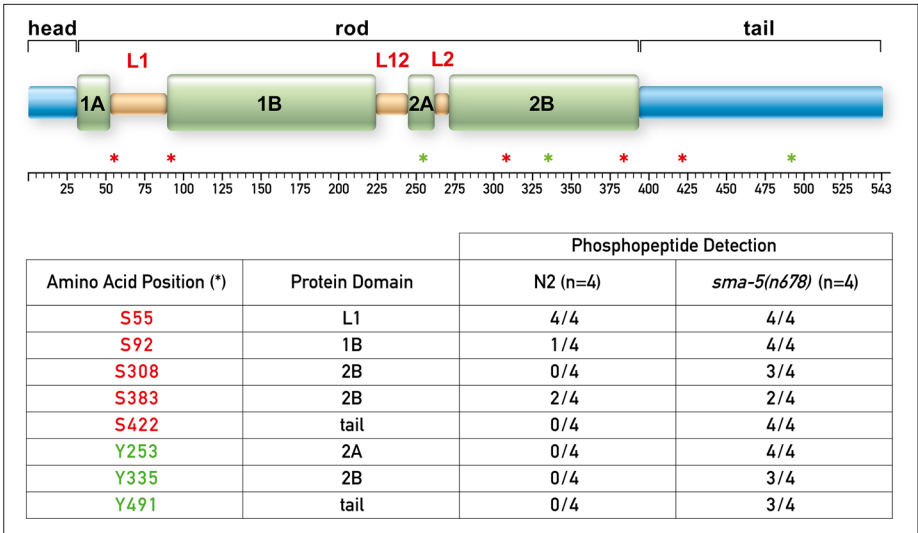 head rod tail
L1 L12 L2
1A 1B 2A 2B
* * * * * * * *
25 50 75 100 125 150 175 200 225 250 275 300 325 350 375 400 425 450 475 500 525 543
Phosphopeptide Detection
Amino Acid Position (*) Protein Domain N2 (n=4) sma-5(n678) (n=4)
S55 L1 4/4 4/4
S92 1B 1/4 4/4
S308 2B 0/4 3/4
S383 2B 2/4 2/4
S422 tail 0/4 4/4
Y253 2A 0/4 4/4
Y335 2B 0/4 3/4
Y491 tail 0/4 3/4